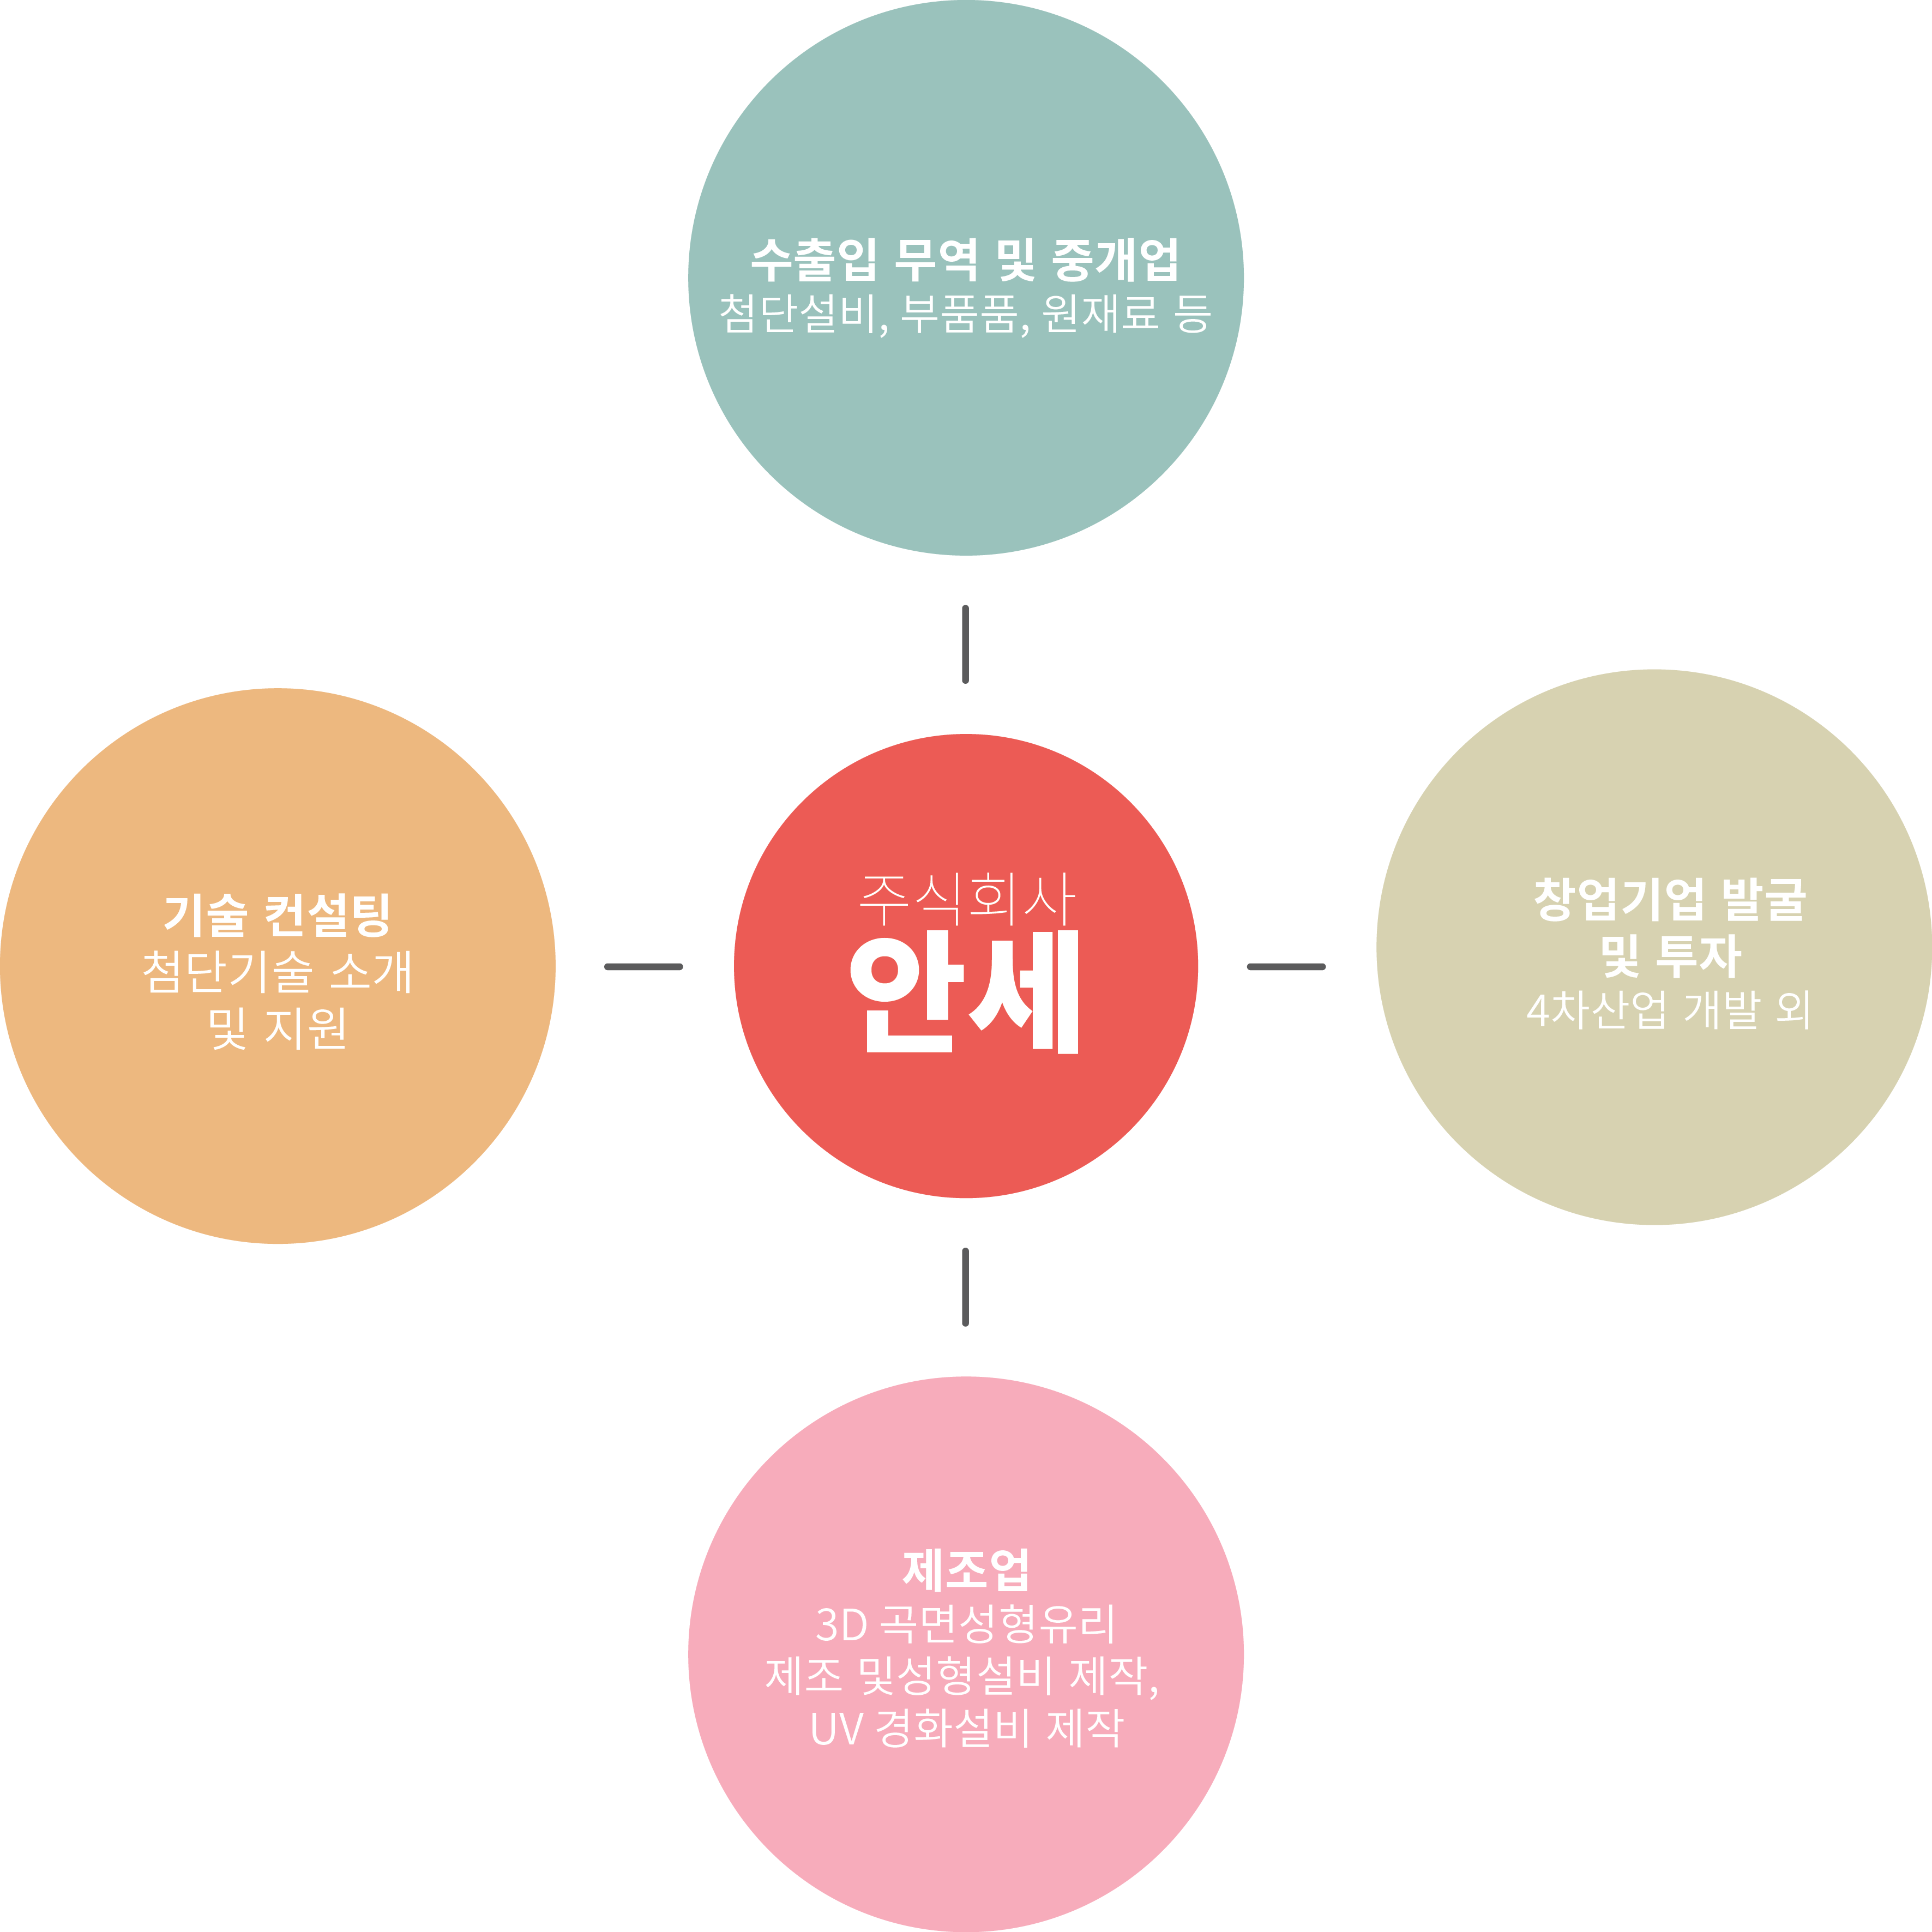 수출입 무역 및 중개업
첨단설비, 부품품, 원재료 등
기술 컨설팅
첨단기술 소개
및 지원
주식회사
안세
창업기업 발굴
및 투자
4차산업 개발 외
제조업
3D 곡면성형유리
제조 및성형설비 제작,
UV경화설비 제작